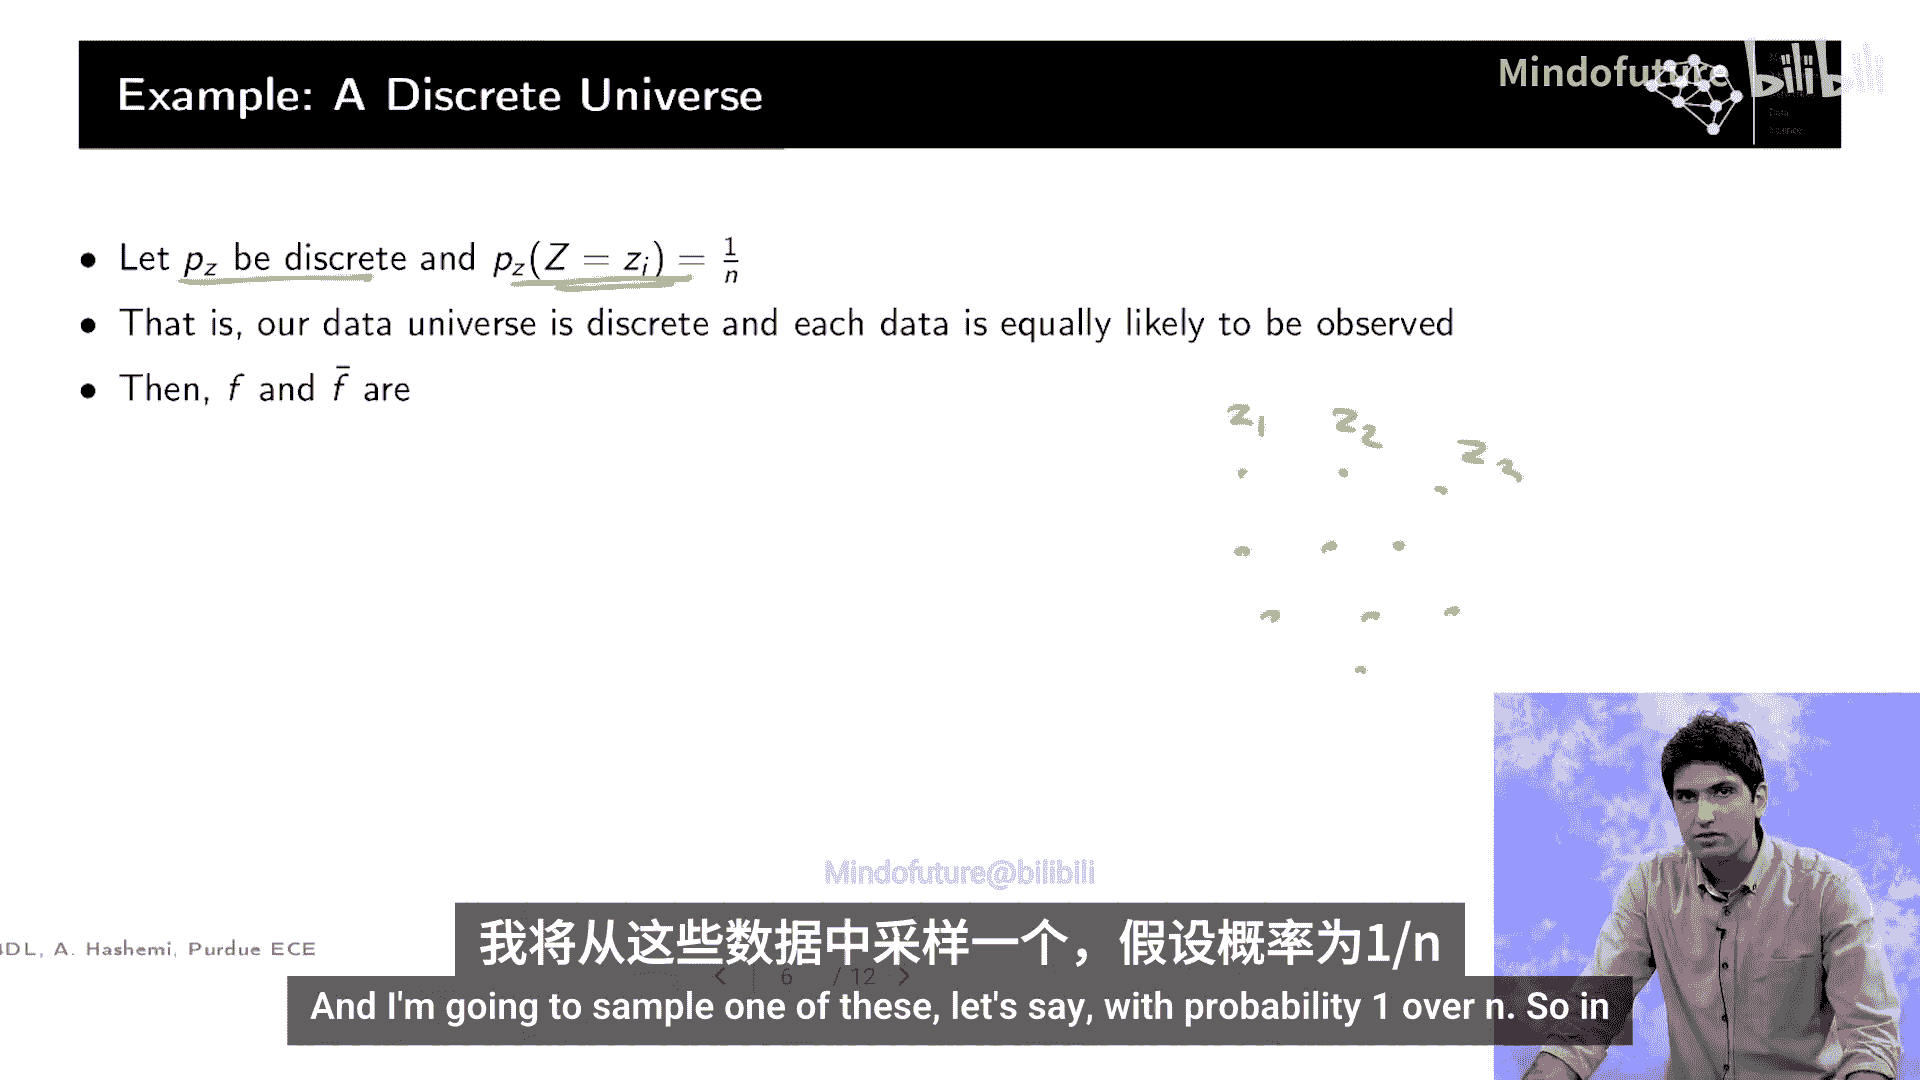 Example: A Discrete Universe
Mindofuture
bilibili
Data
Science
• Let p_z be discrete and p_z(Z = z_i) = 1/n
• That is, our data universe is discrete and each data is equally likely to be observed
• Then, f and f̄ are
z1 z2 z3
Mindofuture@bilibili
DL, A. Hashemi, Purdue ECE
我将从这些数据中采样一个，假设概率为1/n
6 / 12
And I'm going to sample one of these, let's say, with probability 1 over n. So in